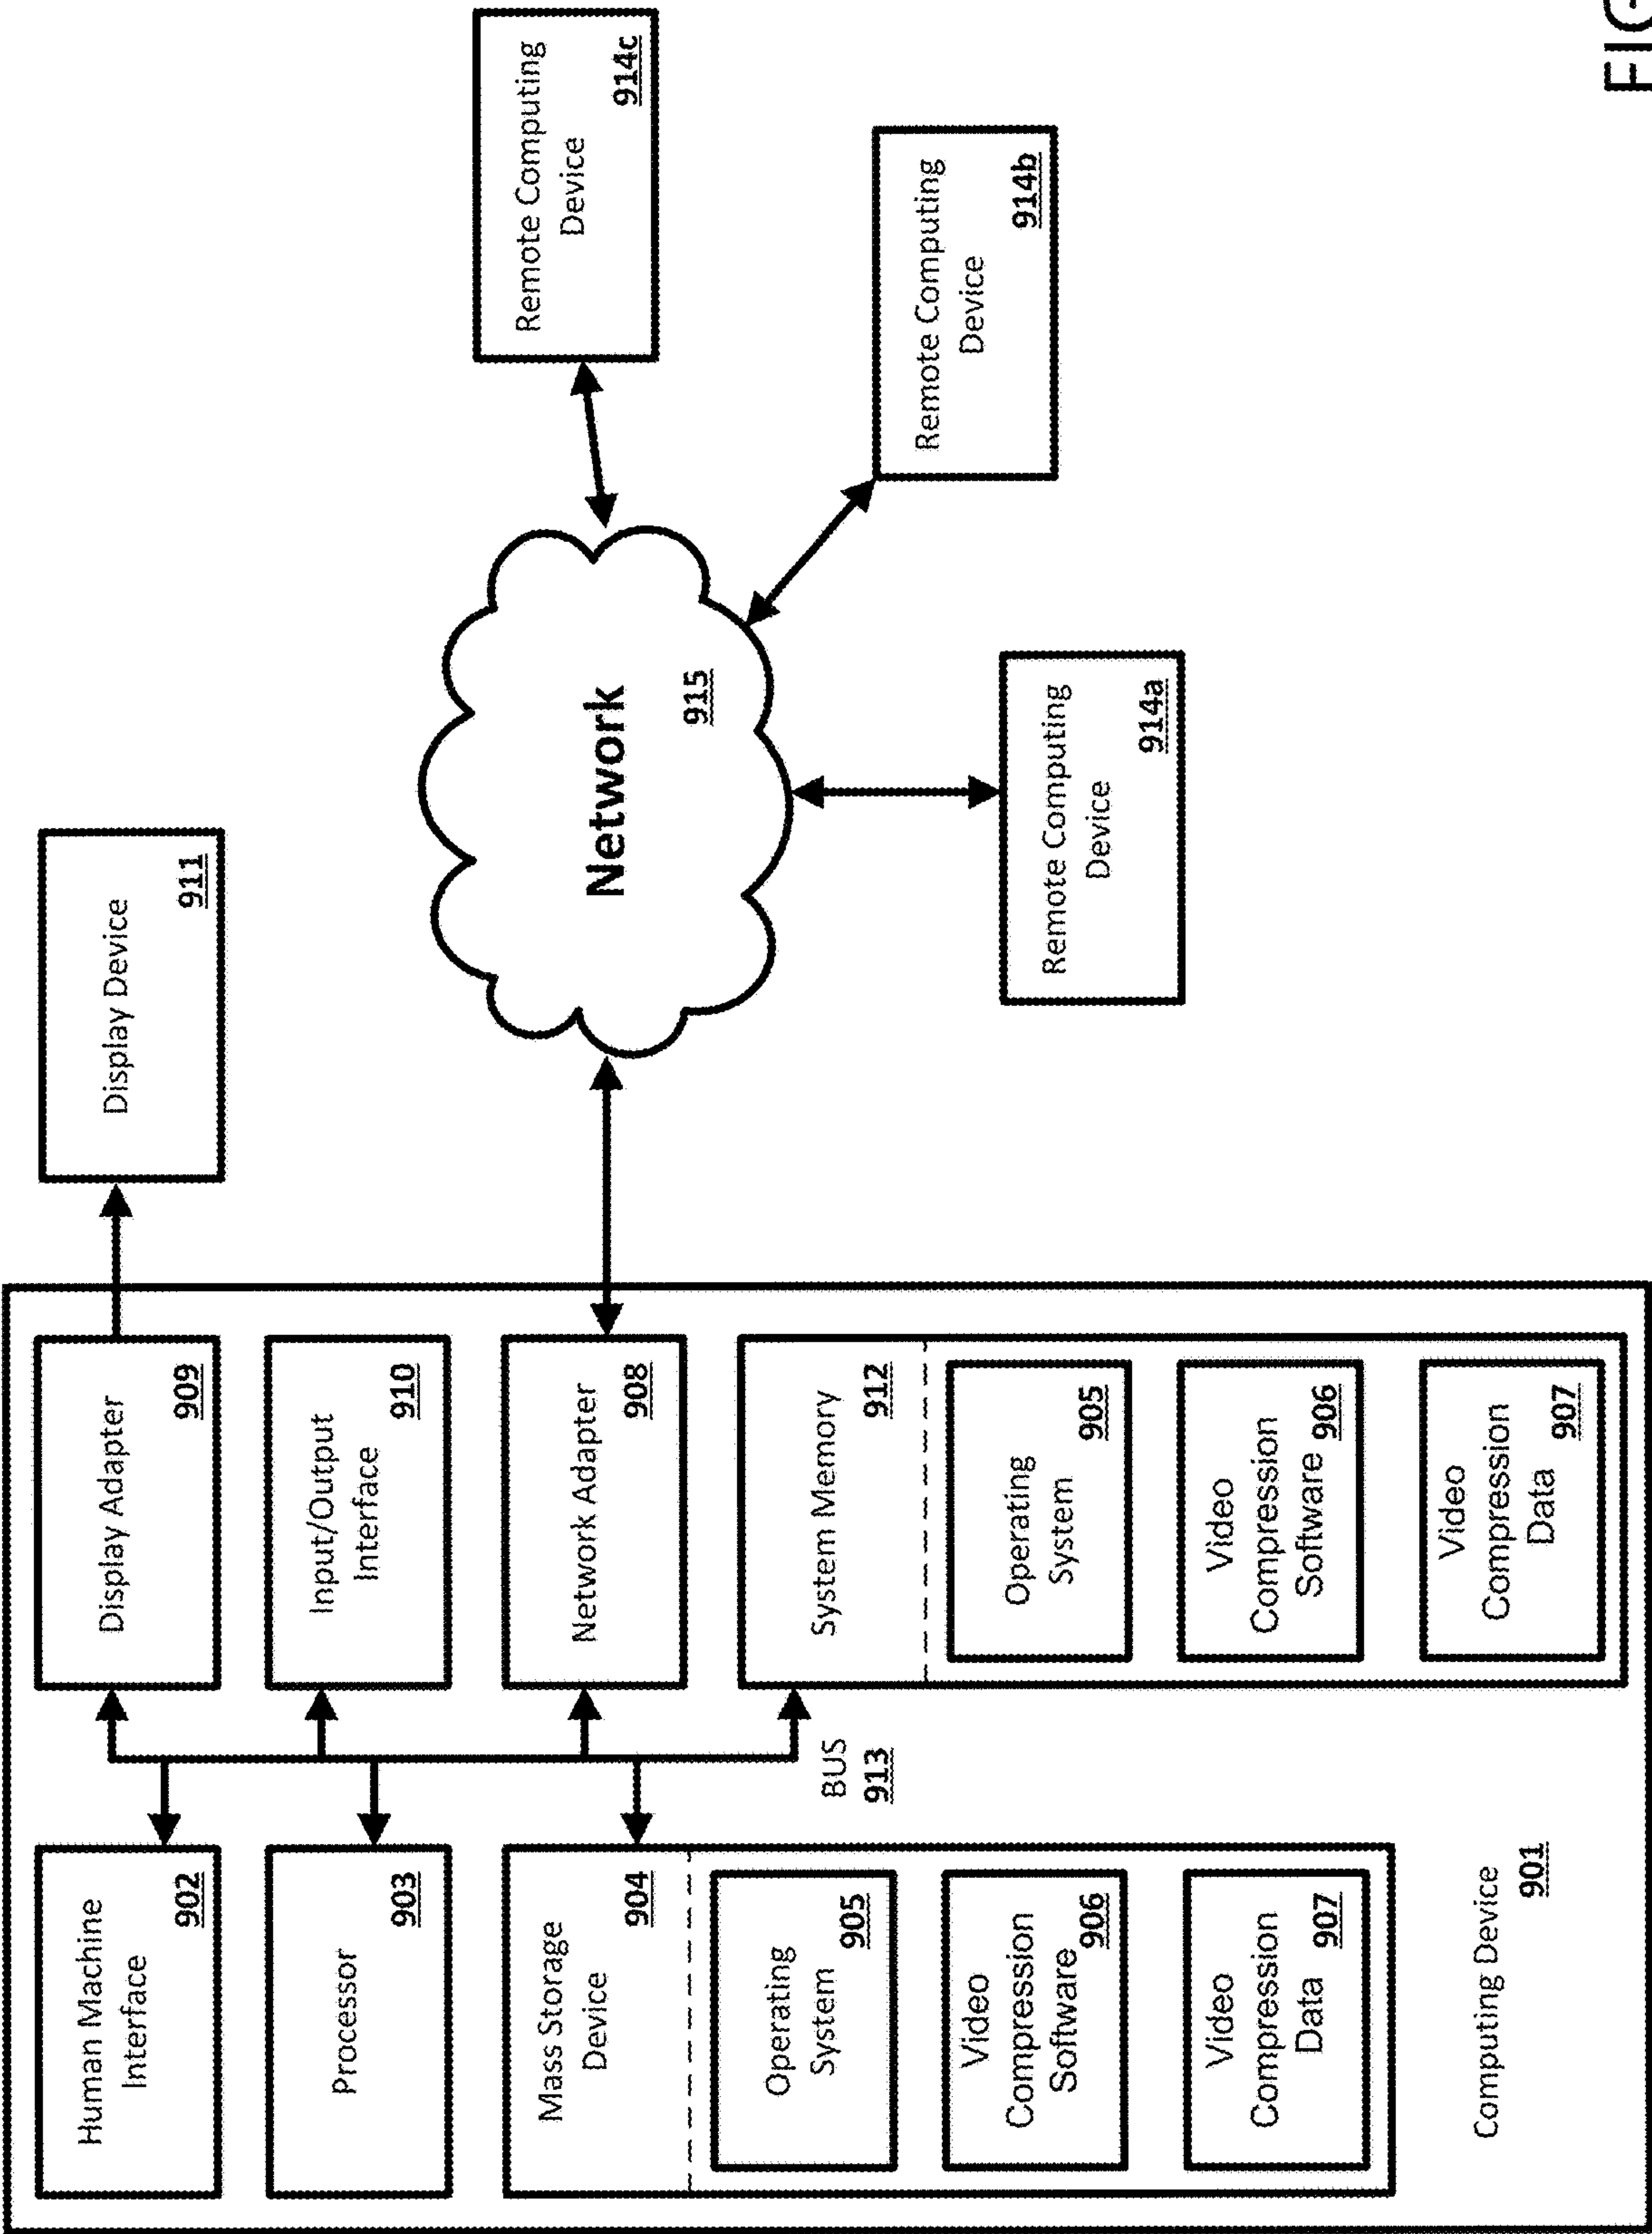 Human Machine
Interface
902
Processor
903
Mass Storage
Device
904
Operating
System
905
Video
Compression
Software
906
Video
Compression
Data
907
Computing Device
901
BUS
913
Display Adapter
909
Input/Output
Interface
910
Network Adapter
908
System Memory
912
Operating
System
905
Video
Compression
Software
906
Video
Compression
Data
907
Display Device
911
Network
915
Remote Computing
Device
914a
Remote Computing
Device
914b
Remote Computing
Device
914c